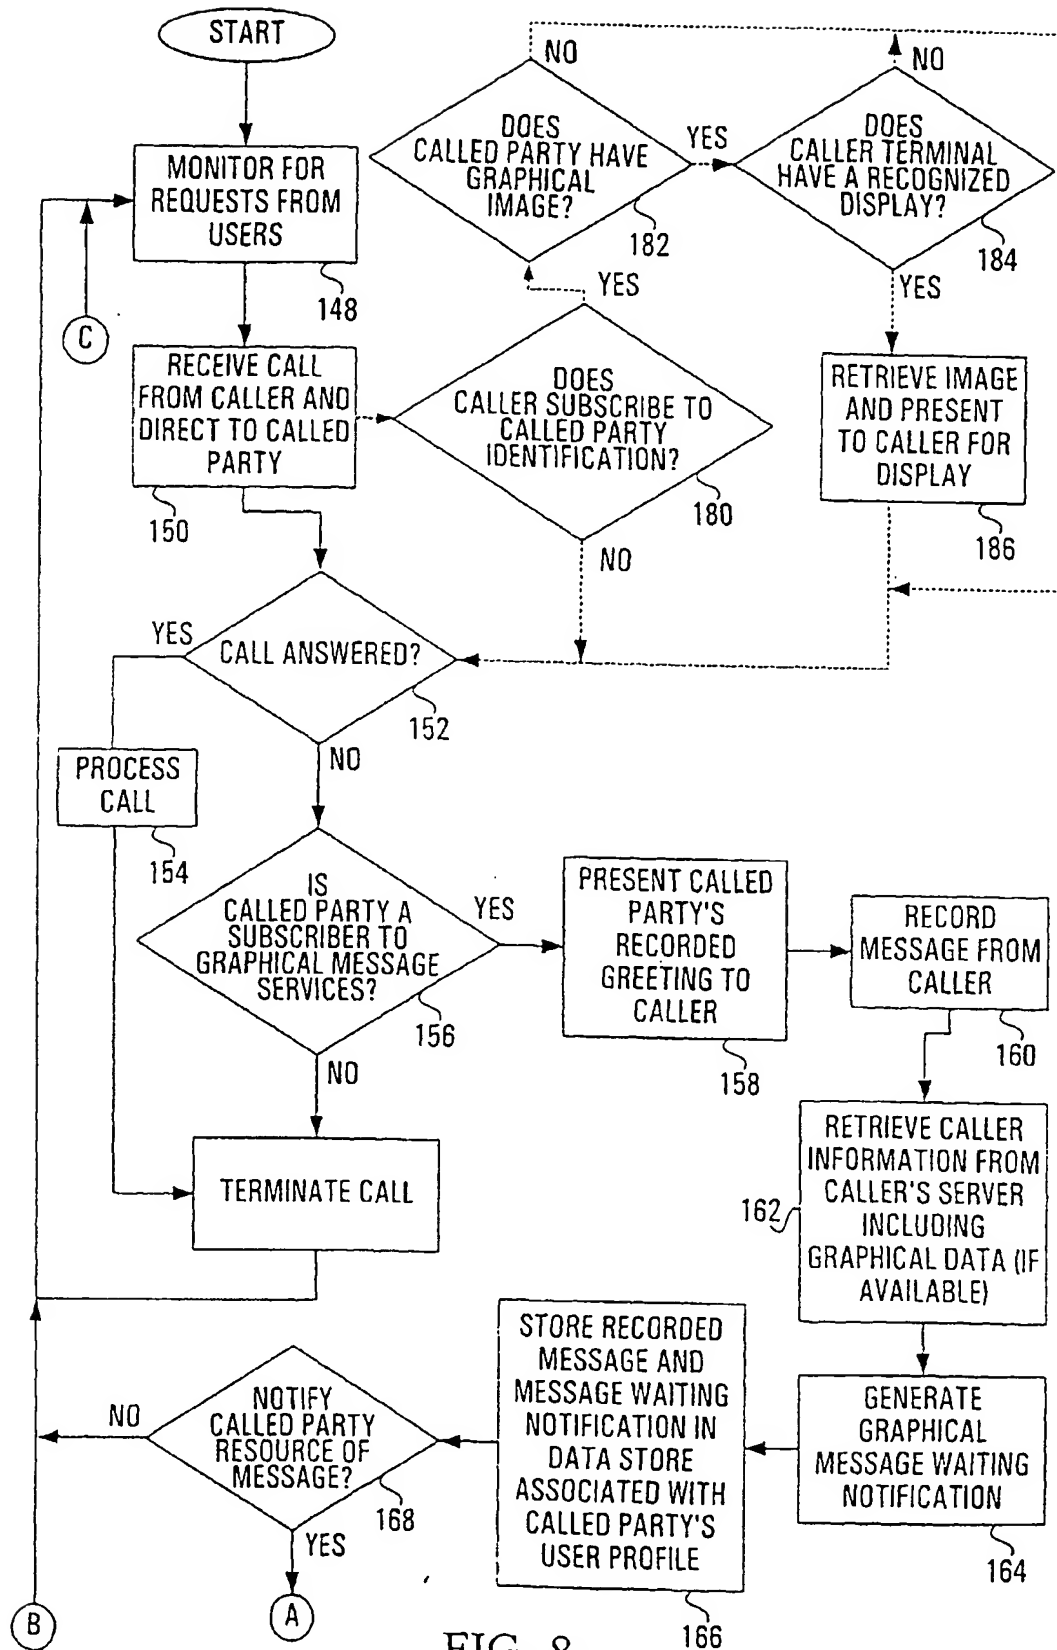 START
MONITOR FOR
REQUESTS FROM
USERS
148
C
NO
DOES
CALLED PARTY HAVE
GRAPHICAL
IMAGE?
182
YES
NO
DOES
CALLER TERMINAL
HAVE A RECOGNIZED
DISPLAY?
184
YES
YES
RECEIVE CALL
FROM CALLER AND
DIRECT TO CALLED
PARTY
150
DOES
CALLER SUBSCRIBE TO
CALLED PARTY
IDENTIFICATION?
180
NO
RETRIEVE IMAGE
AND PRESENT
TO CALLER FOR
DISPLAY
186
YES
CALL ANSWERED?
152
NO
PROCESS
CALL
154
IS
CALLED PARTY A
SUBSCRIBER TO
GRAPHICAL MESSAGE
SERVICES?
156
YES
NO
PRESENT CALLED
PARTY'S
RECORDED
GREETING TO
CALLER
158
RECORD
MESSAGE FROM
CALLER
160
TERMINATE CALL
RETRIEVE CALLER
INFORMATION FROM
CALLER'S SERVER
INCLUDING
GRAPHICAL DATA (IF
AVAILABLE)
162
GENERATE
GRAPHICAL
MESSAGE WAITING
NOTIFICATION
164
STORE RECORDED
MESSAGE AND
MESSAGE WAITING
NOTIFICATION IN
DATA STORE
ASSOCIATED WITH
CALLED PARTY'S
USER PROFILE
166
NO
NOTIFY
CALLED PARTY
RESOURCE OF
MESSAGE?
168
YES
B
A
FIG. 8